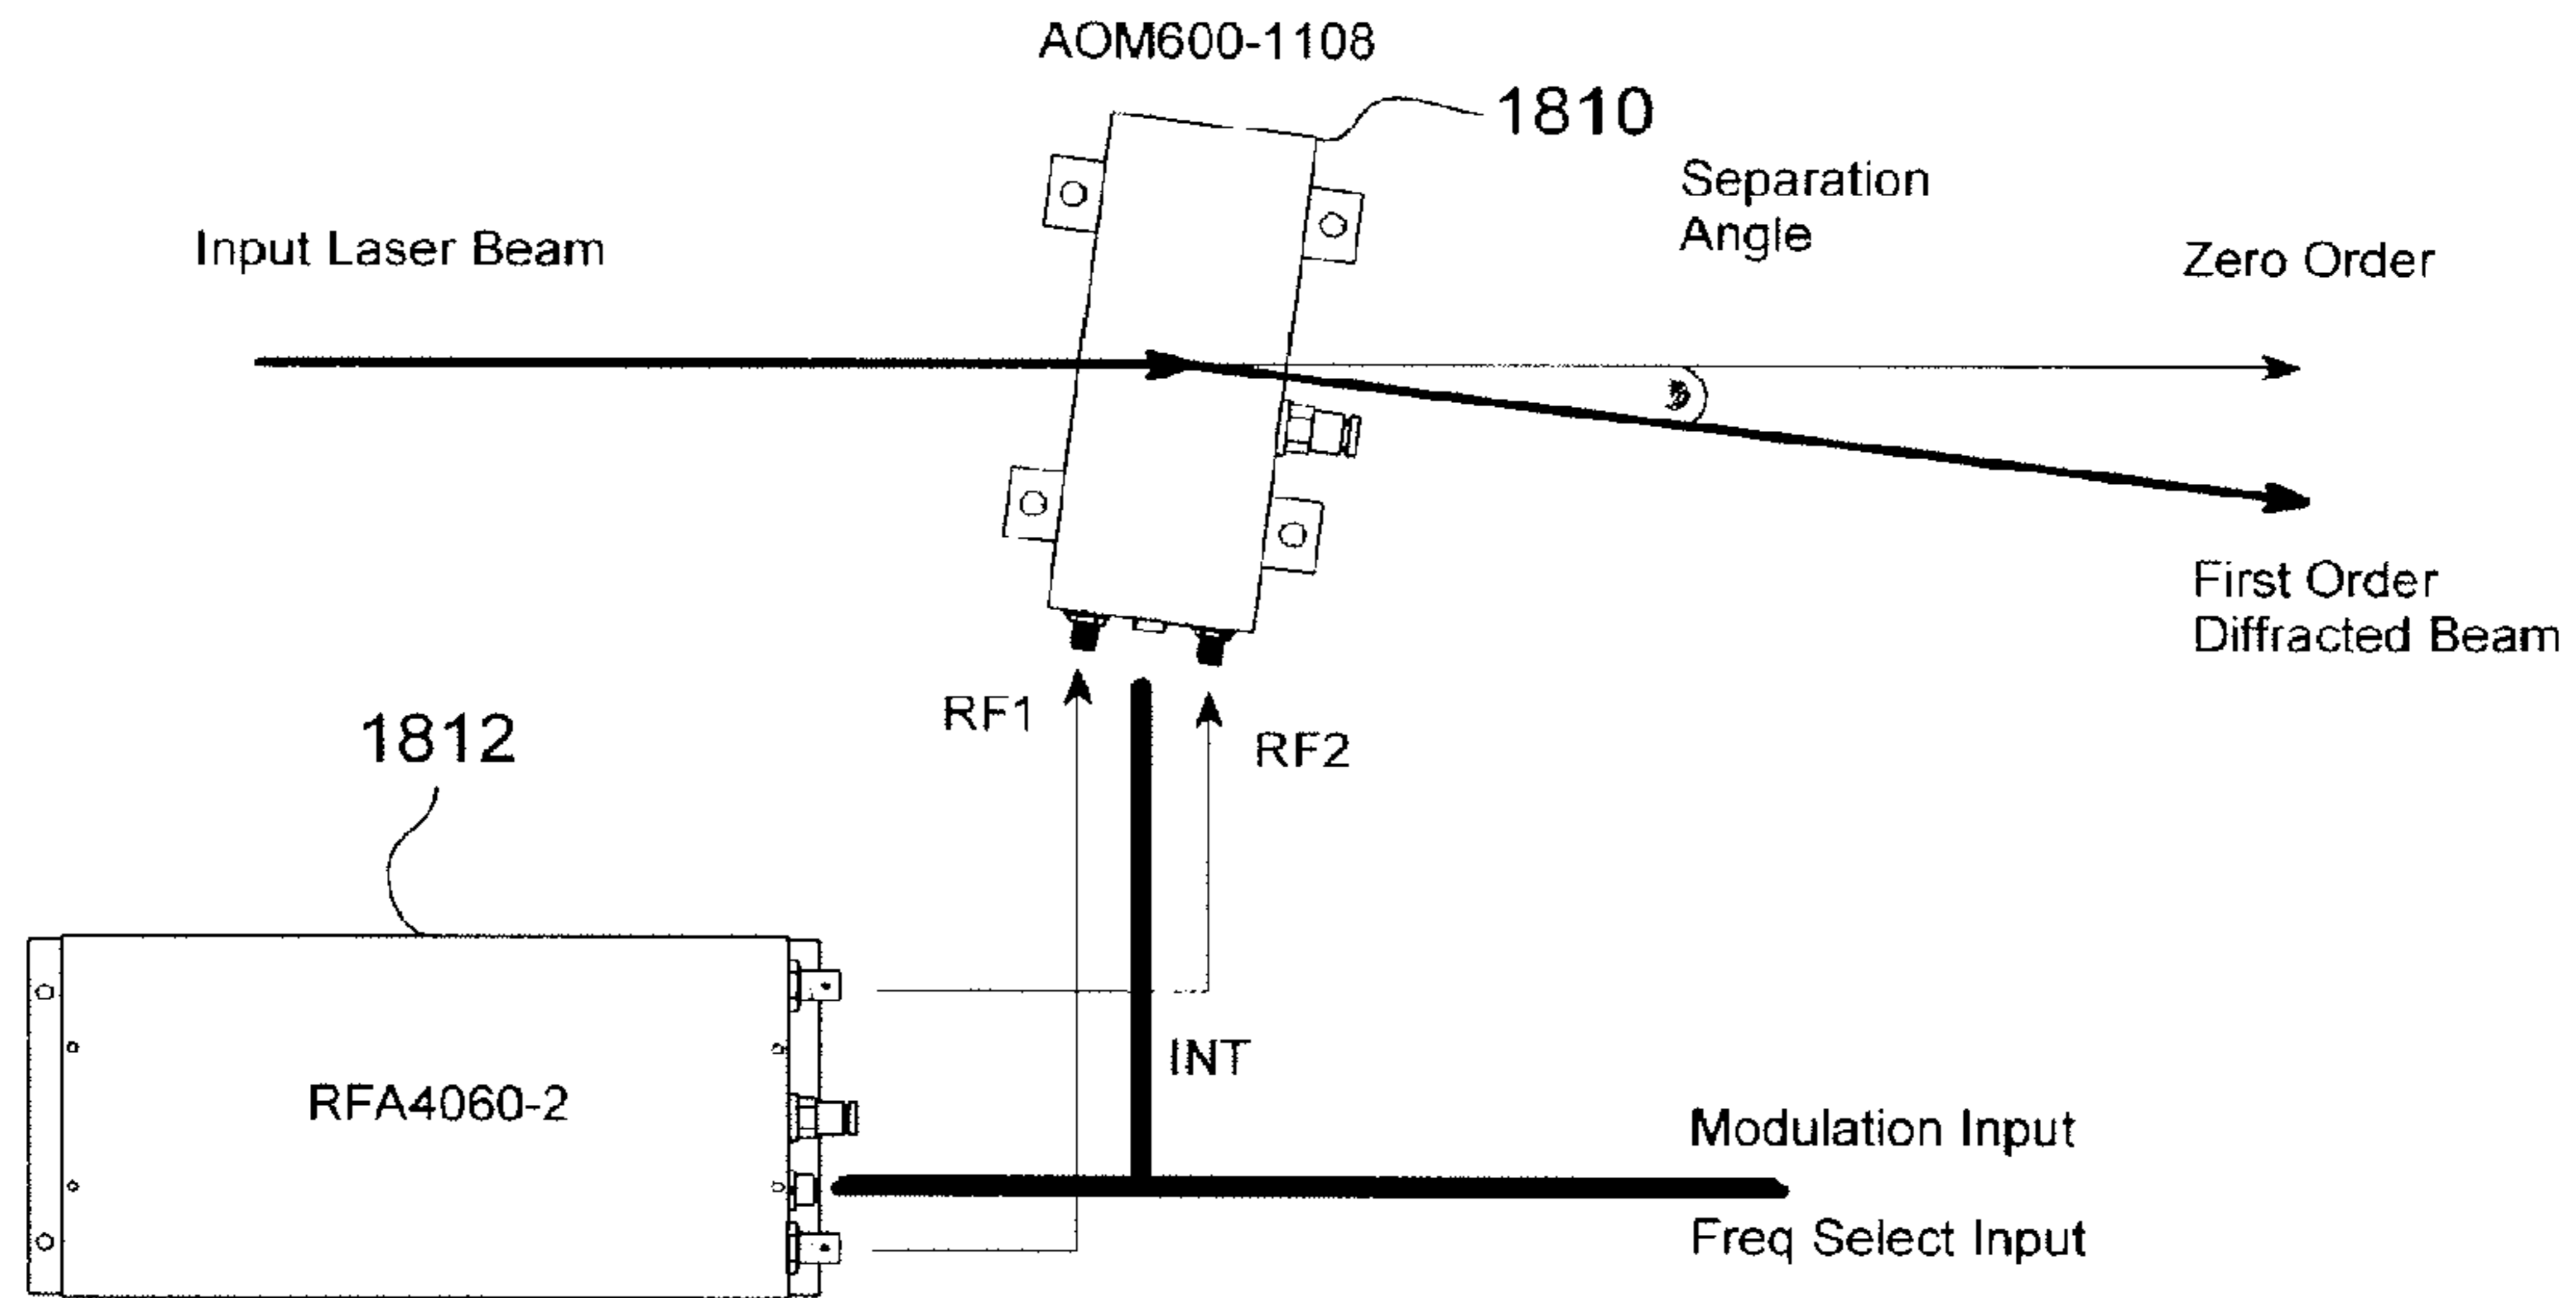 AOM600-1108
1810
Separation
Angle
Input Laser Beam
Zero Order
First Order
Diffracted Beam
RF1
RF2
1812
INT
RFA4060-2
Modulation Input
Freq Select Input